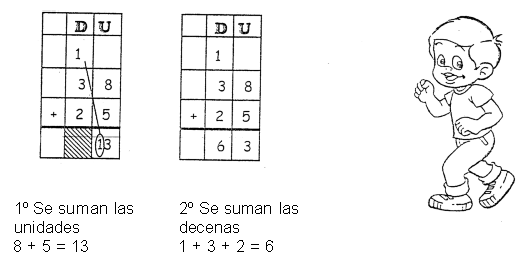 D U
1
3 8
+ 2 5
13
1º Se suman las
unidades
8 + 5 = 13
D U
1
3 8
+ 2 5
6 3
2º Se suman las
decenas
1 + 3 + 2 = 6